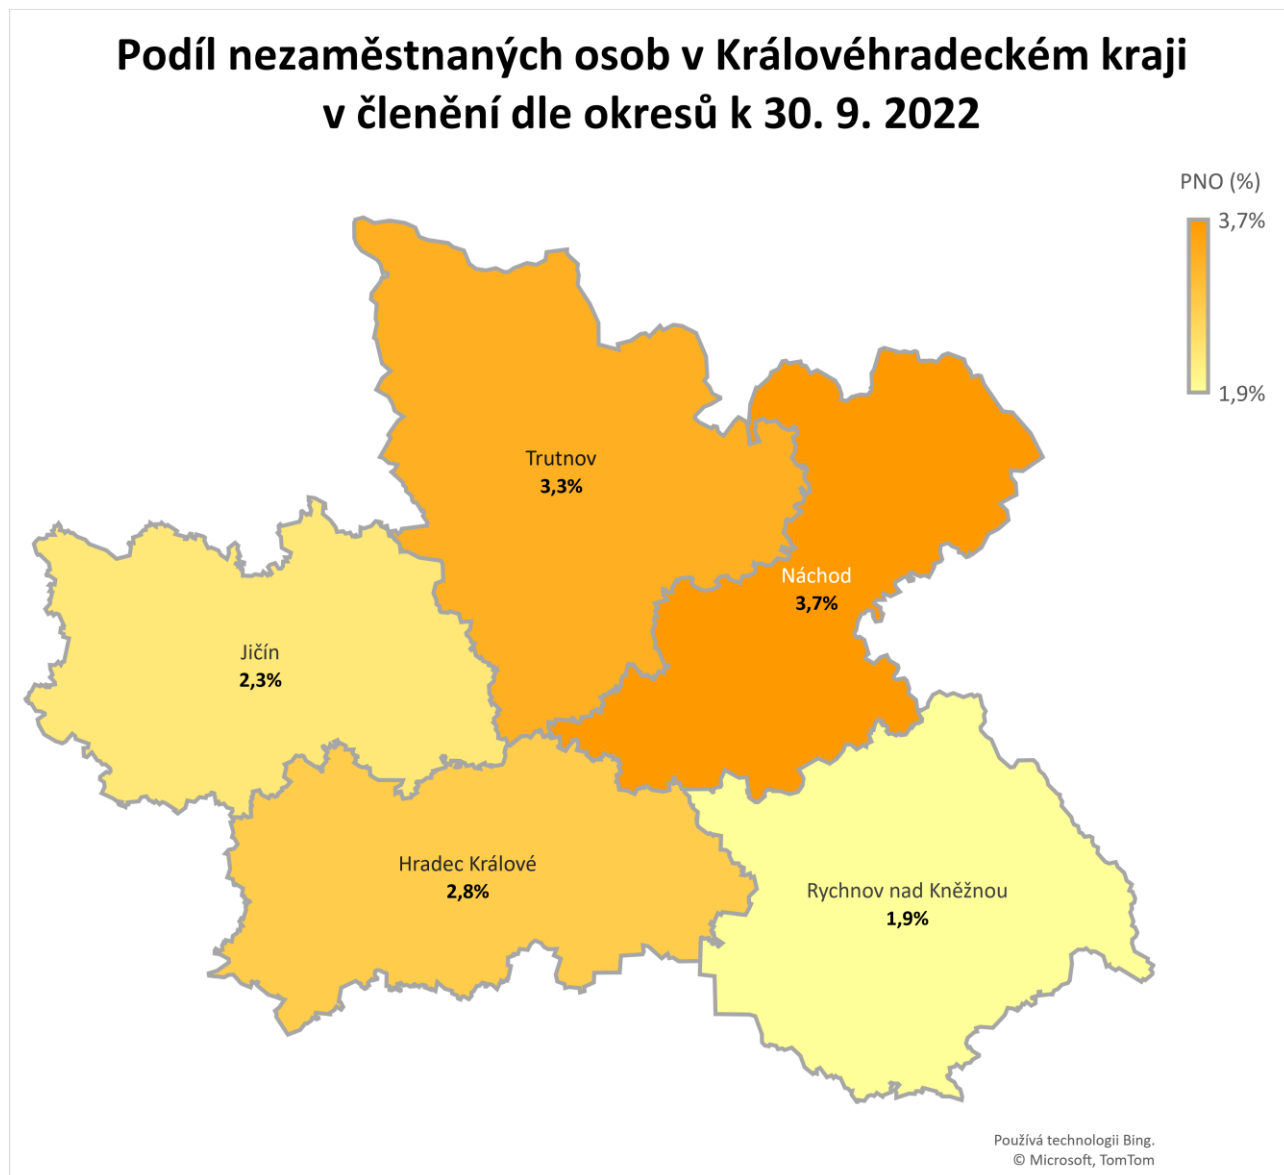 Podíl nezaměstnaných osob v Královéhradeckém kraji
v členění dle okresů k 30. 9. 2022
PNO (%)
3,7%
1,9%
Trutnov
3,3%
Náchod
3,7%
Jičín
2,3%
Hradec Králové
2,8%
Rychnov nad Kněžnou
1,9%
Používá technologii Bing.
© Microsoft, TomTom